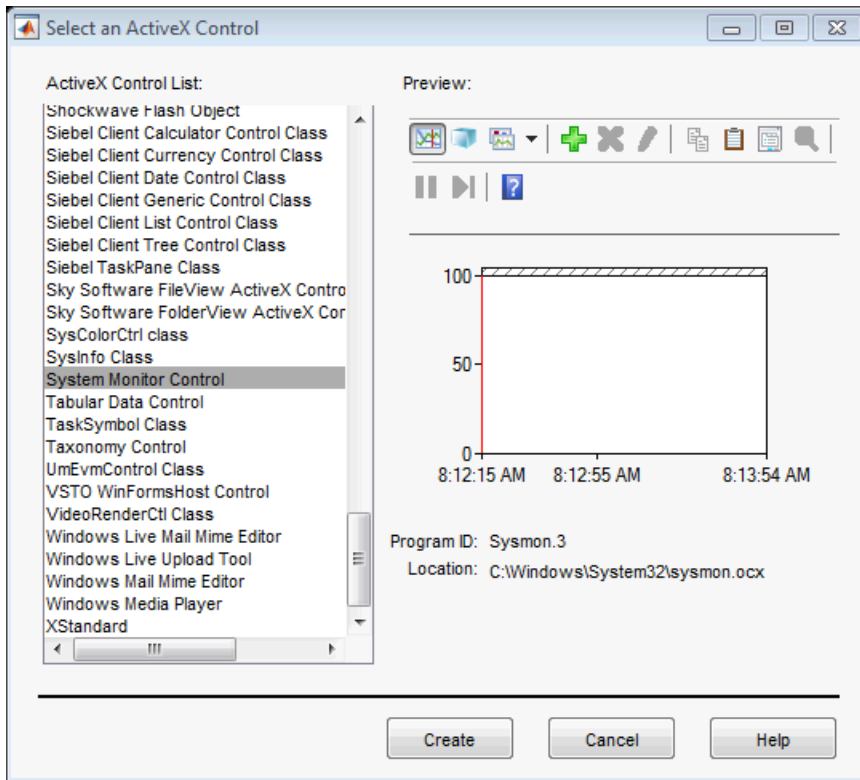 Select an ActiveX Control
ActiveX Control List:
Shockwave Flash Object
Siebel Client Calculator Control Class
Siebel Client Currency Control Class
Siebel Client Date Control Class
Siebel Client Generic Control Class
Siebel Client List Control Class
Siebel Client Tree Control Class
Siebel TaskPane Class
Sky Software FileView ActiveX Contro
Sky Software FolderView ActiveX Cor
SysColorCtrl class
SysInfo Class
System Monitor Control
Tabular Data Control
TaskSymbol Class
Taxonomy Control
UmEvmControl Class
VSTO WinFormsHost Control
VideoRenderCtl Class
Windows Live Mail Mime Editor
Windows Live Upload Tool
Windows Mail Mime Editor
Windows Media Player
XStandard
Preview:
?
100
50
0
8:12:15 AM 8:12:55 AM 8:13:54 AM
Program ID: Sysmon.3
Location: C:\Windows\System32\sysmon.ocx
Create
Cancel
Help